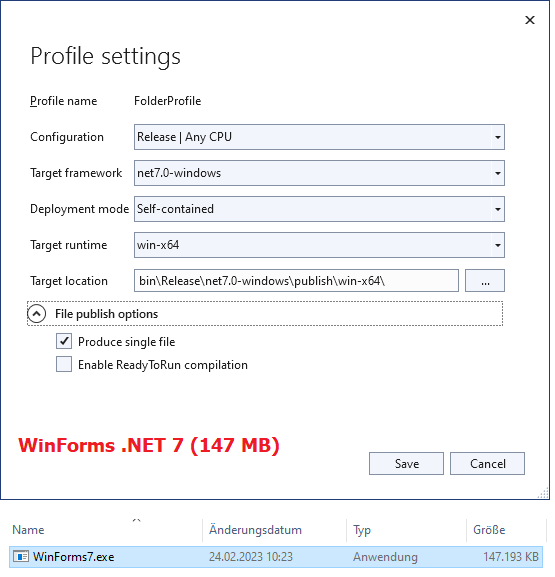 Profile settings
Profile name FolderProfile
Configuration Release | Any CPU
Target framework net7.0-windows
Deployment mode Self-contained
Target runtime win-x64
Target location bin\Release\net7.0-windows\publish\win-x64\ ...
File publish options
Produce single file
Enable ReadyToRun compilation
WinForms .NET 7 (147 MB)
Save Cancel
Name Änderungsdatum Typ Größe
WinForms7.exe 24.02.2023 10:23 Anwendung 147.193 KB